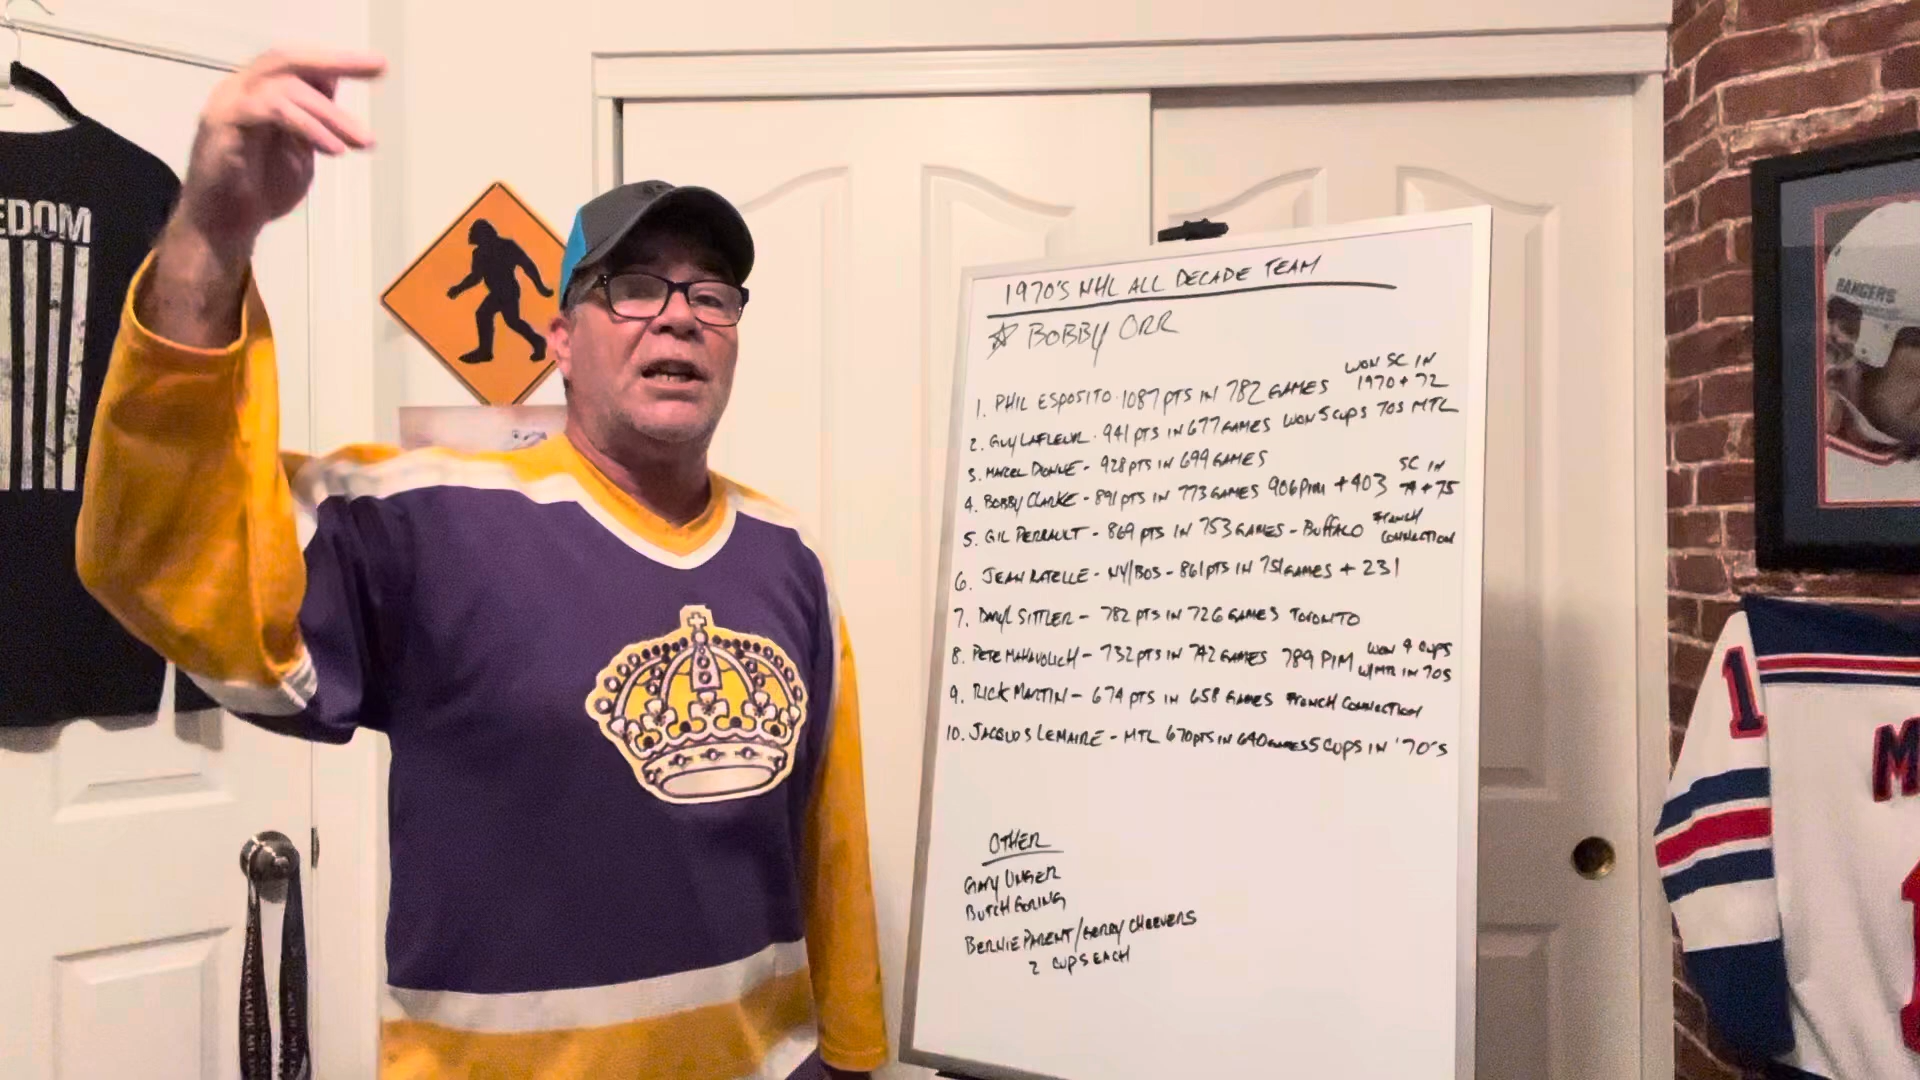 EDOM
1970'S NHL ALL DECADE TEAM
☆ BOBBY ORR
WON SC IN
1. PHIL ESPOSITO · 1087 PTS IN 782 GAMES 1970 + 72
2. GUY LAFLEUR · 941 PTS IN 677 GAMES WON 5 CUPS 70S MTL
3. MARCEL DIONNE - 928 PTS IN 699 GAMES
SC IN
4. BOBBY CLARKE - 891 PTS IN 773 GAMES 906 PIM + 403 74 + 75
5. GIL PERRAULT - 869 PTS IN 753 GAMES - BUFFALO FRENCH
CONNECTION
6. JEAN RATELLE - NY/BOS - 861 PTS IN 751 GAMES + 231
7. DARYL SITTLER - 782 PTS IN 726 GAMES TORONTO
8. PETE MAHAVOLICH - 732 PTS IN 742 GAMES 789 PIM WON 4 CUPS
W/MTR IN 70S
9. RICK MARTIN - 674 PTS IN 658 GAMES FRENCH CONNECTION
10. JACQUES LEMAIRE - MTL 670 PTS IN 640 GAMES 5 CUPS IN '70'S
OTHER
GARY UNGER
BUTCH GORING
BERNIE PARENT/GERRY CHEEVERS
2 CUPS EACH
RANGERS
1
M
1